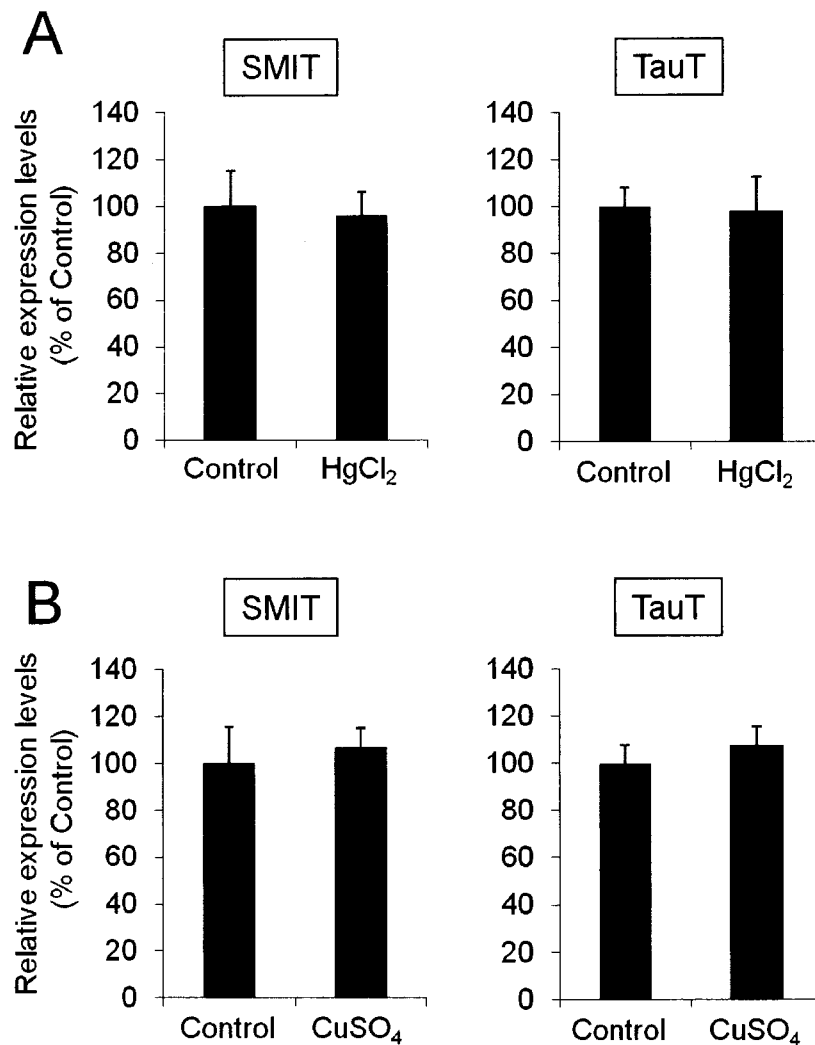 A
SMIT
TauT
Relative expression levels
(% of Control)
140
120
100
80
60
40
20
0
Control
HgCl₂
140
120
100
80
60
40
20
0
Control
HgCl₂
B
SMIT
TauT
Relative expression levels
(% of Control)
140
120
100
80
60
40
20
0
Control
CuSO₄
140
120
100
80
60
40
20
0
Control
CuSO₄